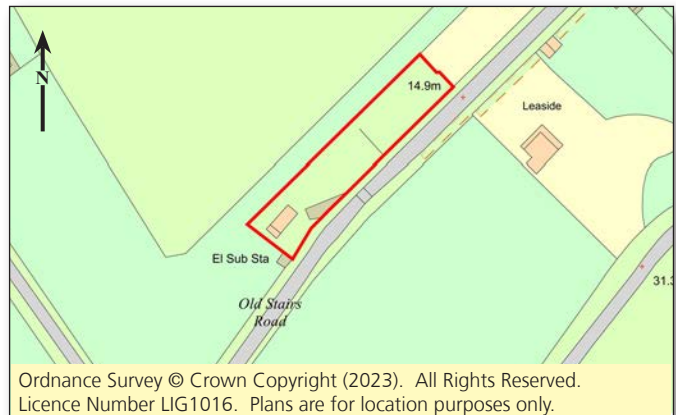 N
14.9m
Leaside
El Sub Sta
31.3
Old Stairs
Road
Ordnance Survey © Crown Copyright (2023). All Rights Reserved.
Licence Number LIG1016. Plans are for location purposes only.